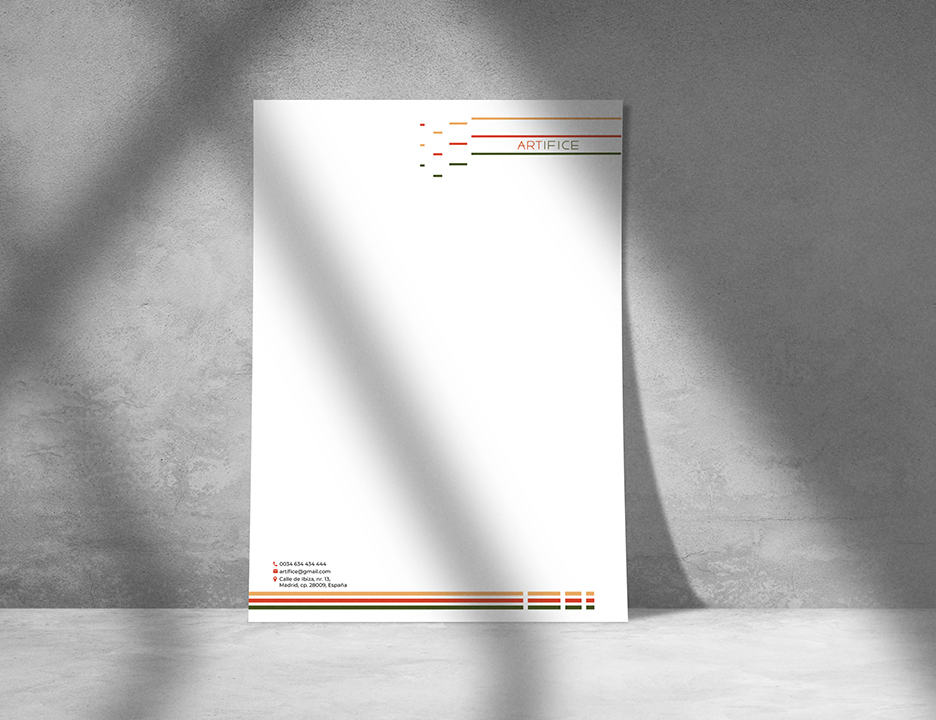 ARTIFICE
0034 634 434 444
artifice@gmail.com
Calle de Ibiza, nr. 13,
Madrid, cp. 28009, España